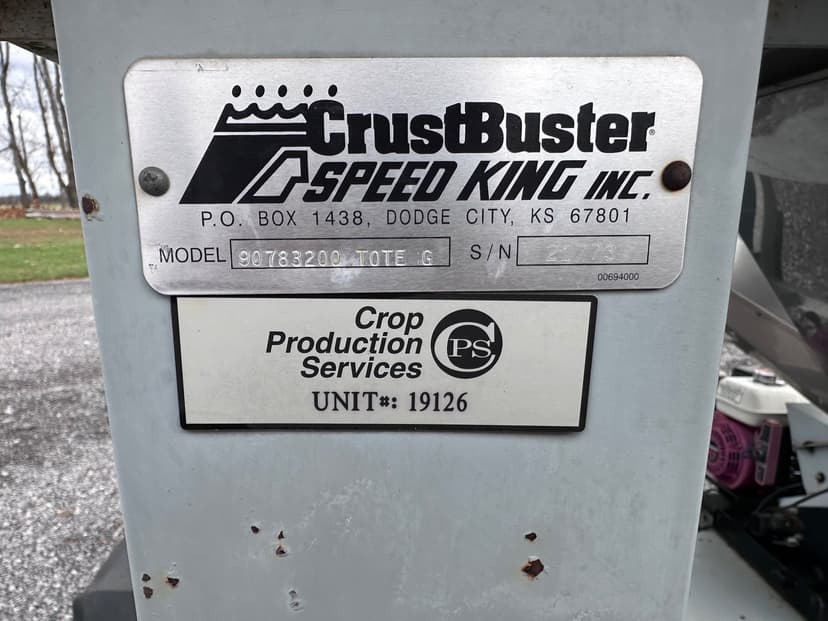 CrustBuster®
SPEED KING INC.
P.O. BOX 1438, DODGE CITY, KS 67801
MODEL 90783200 TOTE G S/N
00694000
Crop
Production
Services
CPS
UNIT#: 19126